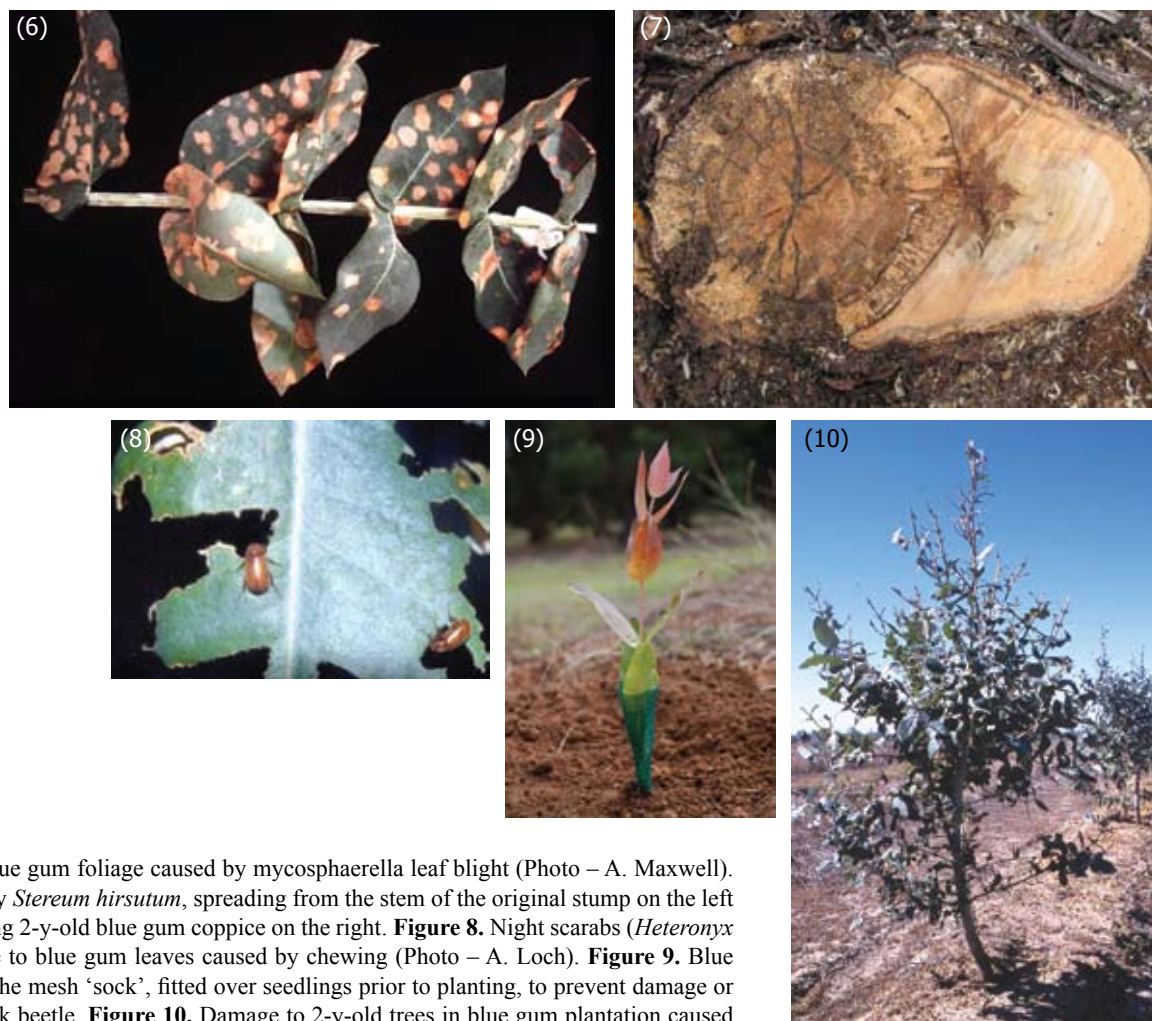 (6)
(7)
(8)
(9)
(10)
lue gum foliage caused by mycosphaerella leaf blight (Photo – A. Maxwell).
y Stereum hirsutum, spreading from the stem of the original stump on the left
ng 2-y-old blue gum coppice on the right. Figure 8. Night scarabs (Heteronyx
e to blue gum leaves caused by chewing (Photo – A. Loch). Figure 9. Blue
he mesh ‘sock’, fitted over seedlings prior to planting, to prevent damage or
k beetle. Figure 10. Damage to 2-y-old trees in blue gum plantation caused